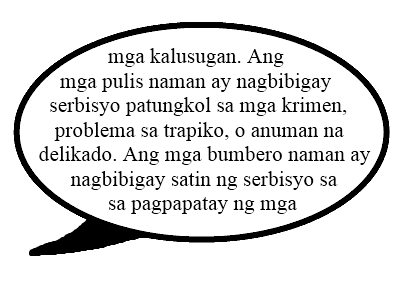 mga kalusugan. Ang
mga pulis naman ay nagbibigay
serbisyo patungkol sa mga krimen,
problema sa trapiko, o anuman na
delikado. Ang mga bumbero naman ay
nagbibigay satin ng serbisyo sa
sa pagpapatay ng mga